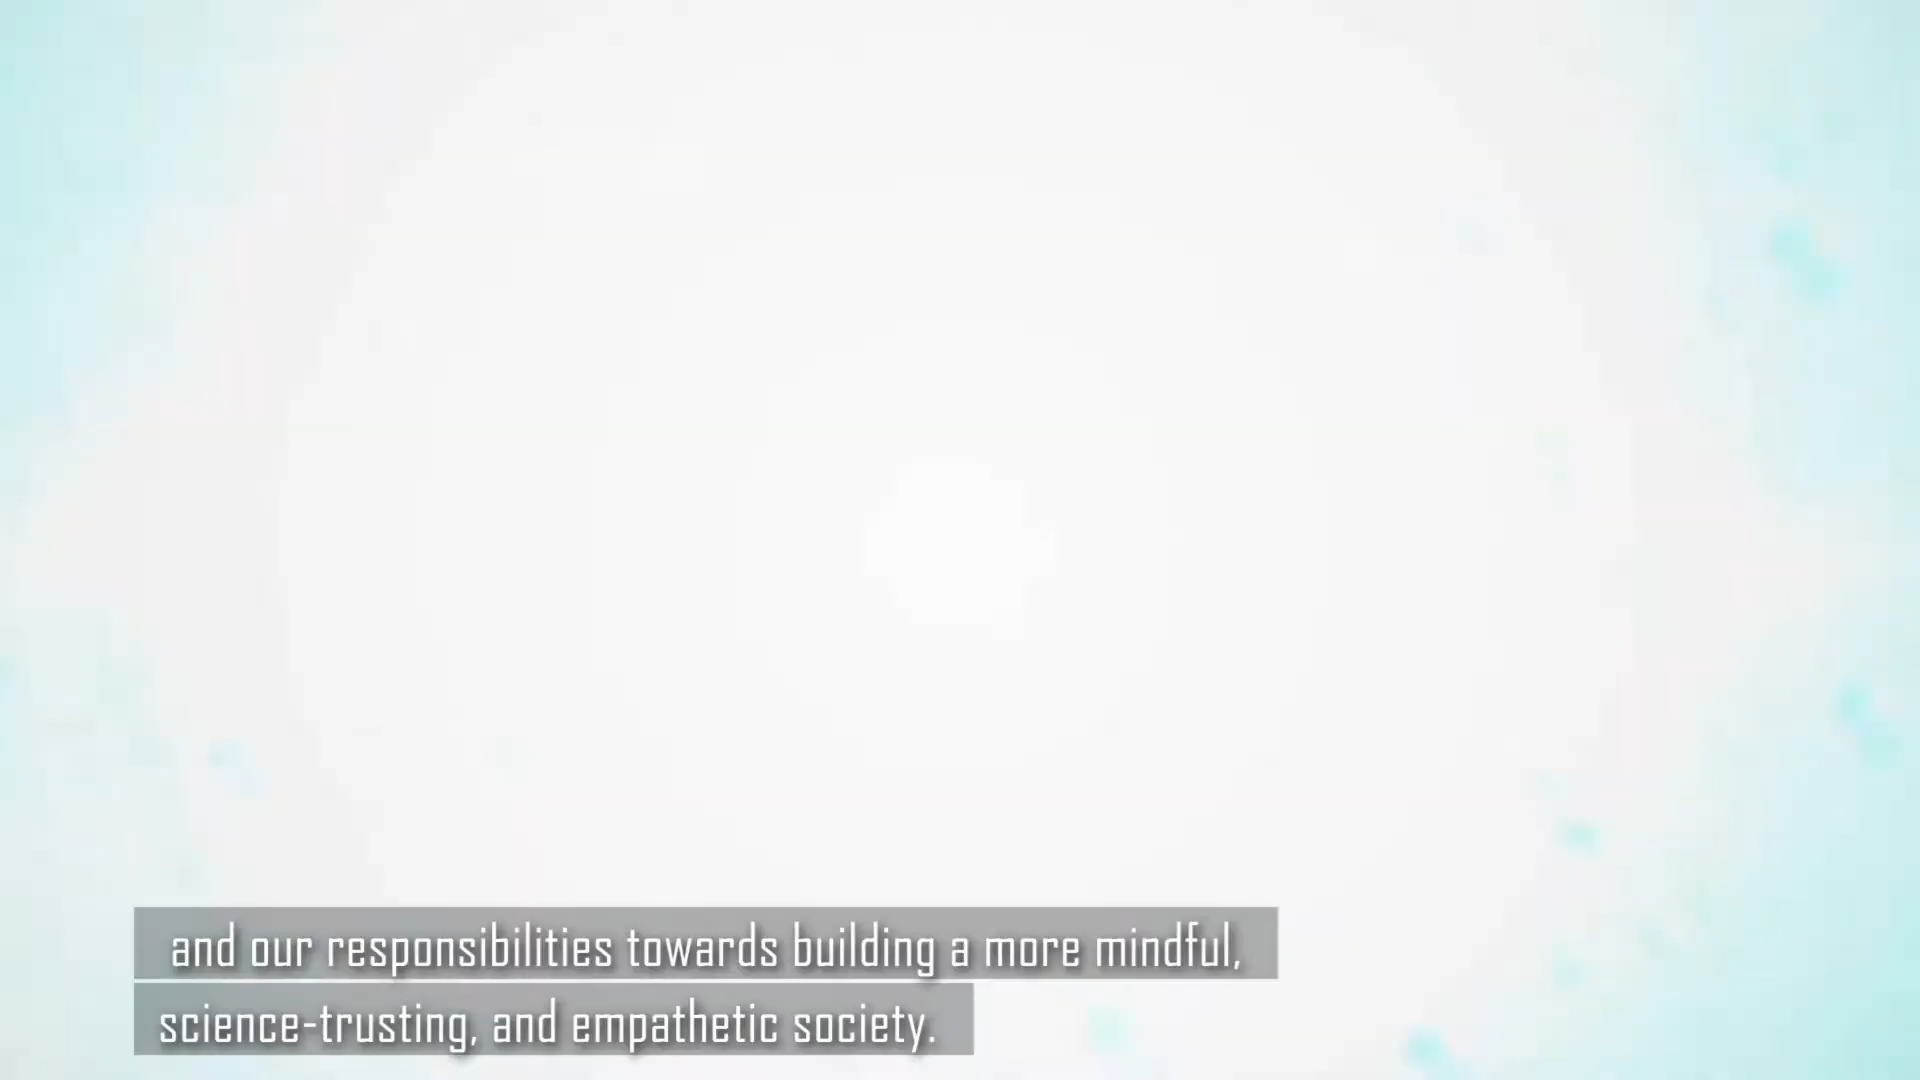 and our responsibilities towards building a more mindful,
science-trusting, and empathetic society.